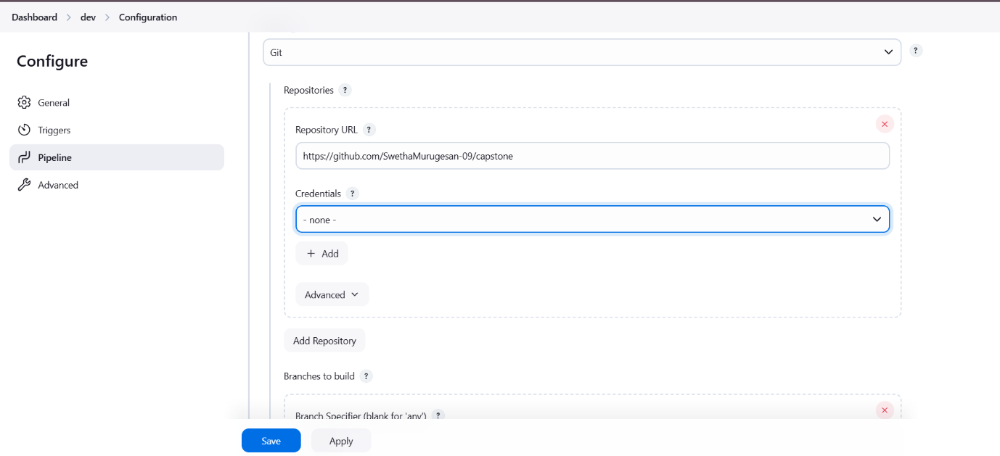 Dashboard > dev > Configuration
Configure
General
Triggers
Pipeline
Advanced
Git
?
Repositories ?
Repository URL ?
https://github.com/SwethaMurugesan-09/capstone
Credentials ?
- none -
+ Add
Advanced
Add Repository
Branches to build ?
Branch Specifier (blank for 'any') ?
Save
Apply